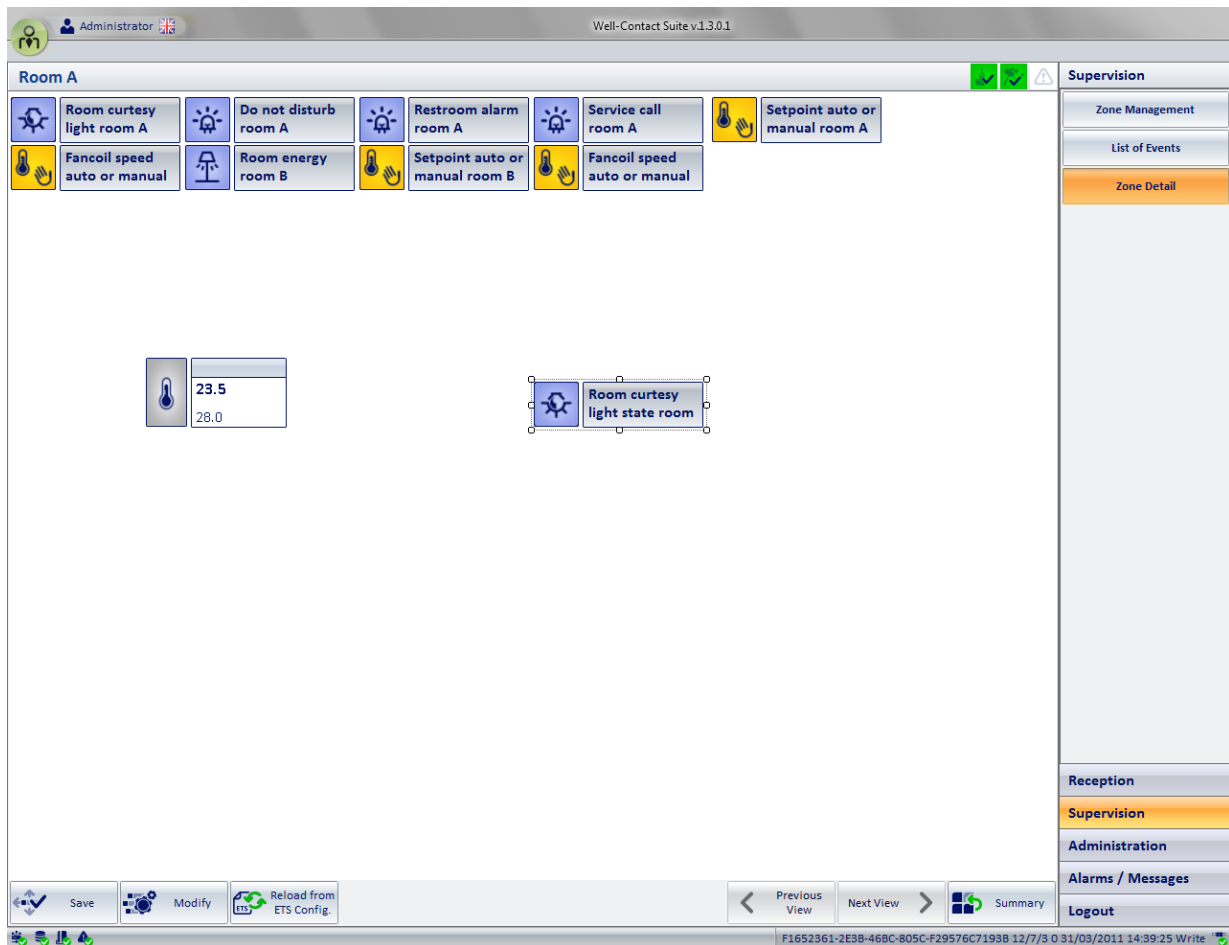 Administrator
Well-Contact Suite v.1.3.0.1
Room A
Supervision
Room curtesy
light room A
Do not disturb
room A
Restroom alarm
room A
Service call
room A
Setpoint auto or
manual room A
Fancoil speed
auto or manual
Room energy
room B
Setpoint auto or
manual room B
Fancoil speed
auto or manual
Zone Management
List of Events
Zone Detail
23.5
28.0
Room curtesy
light state room
Reception
Supervision
Administration
Alarms / Messages
Logout
Save
Modify
ETS
Reload from
ETS Config.
Previous
View
Next View
Summary
F1652361-2E3B-46BC-805C-F29576C7193B 12/7/3 0 31/03/2011 14:39:25 Write